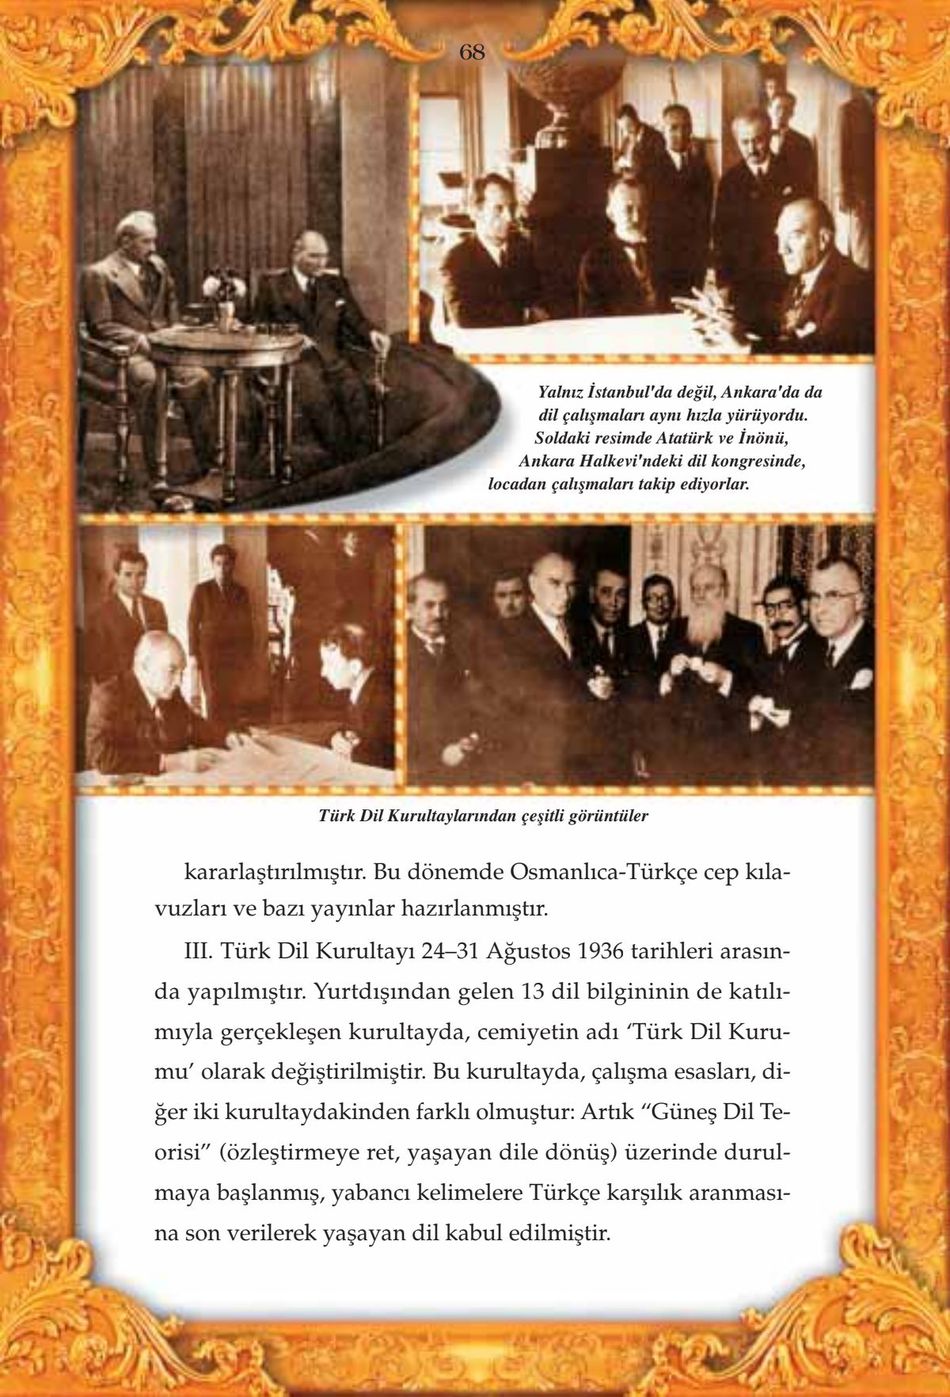 68
Yalnız İstanbul'da değil, Ankara'da da
dil çalışmaları aynı hızla yürüyordu.
Soldaki resimde Atatürk ve İnönü,
Ankara Halkevi'ndeki dil kongresinde,
locadan çalışmaları takip ediyorlar.
Türk Dil Kurultaylarından çeşitli görüntüler
kararlaştırılmıştır. Bu dönemde Osmanlıca-Türkçe cep kıla-
vuzları ve bazı yayınlar hazırlanmıştır.
III. Türk Dil Kurultayı 24–31 Ağustos 1936 tarihleri arasın-
da yapılmıştır. Yurtdışından gelen 13 dil bilgininin de katılı-
mıyla gerçekleşen kurultayda, cemiyetin adı ‘Türk Dil Kuru-
mu’ olarak değiştirilmiştir. Bu kurultayda, çalışma esasları, di-
ğer iki kurultaydakinden farklı olmuştur: Artık “Güneş Dil Te-
orisi” (özleştirmeye ret, yaşayan dile dönüş) üzerinde durul-
maya başlanmış, yabancı kelimelere Türkçe karşılık aranması-
na son verilerek yaşayan dil kabul edilmiştir.